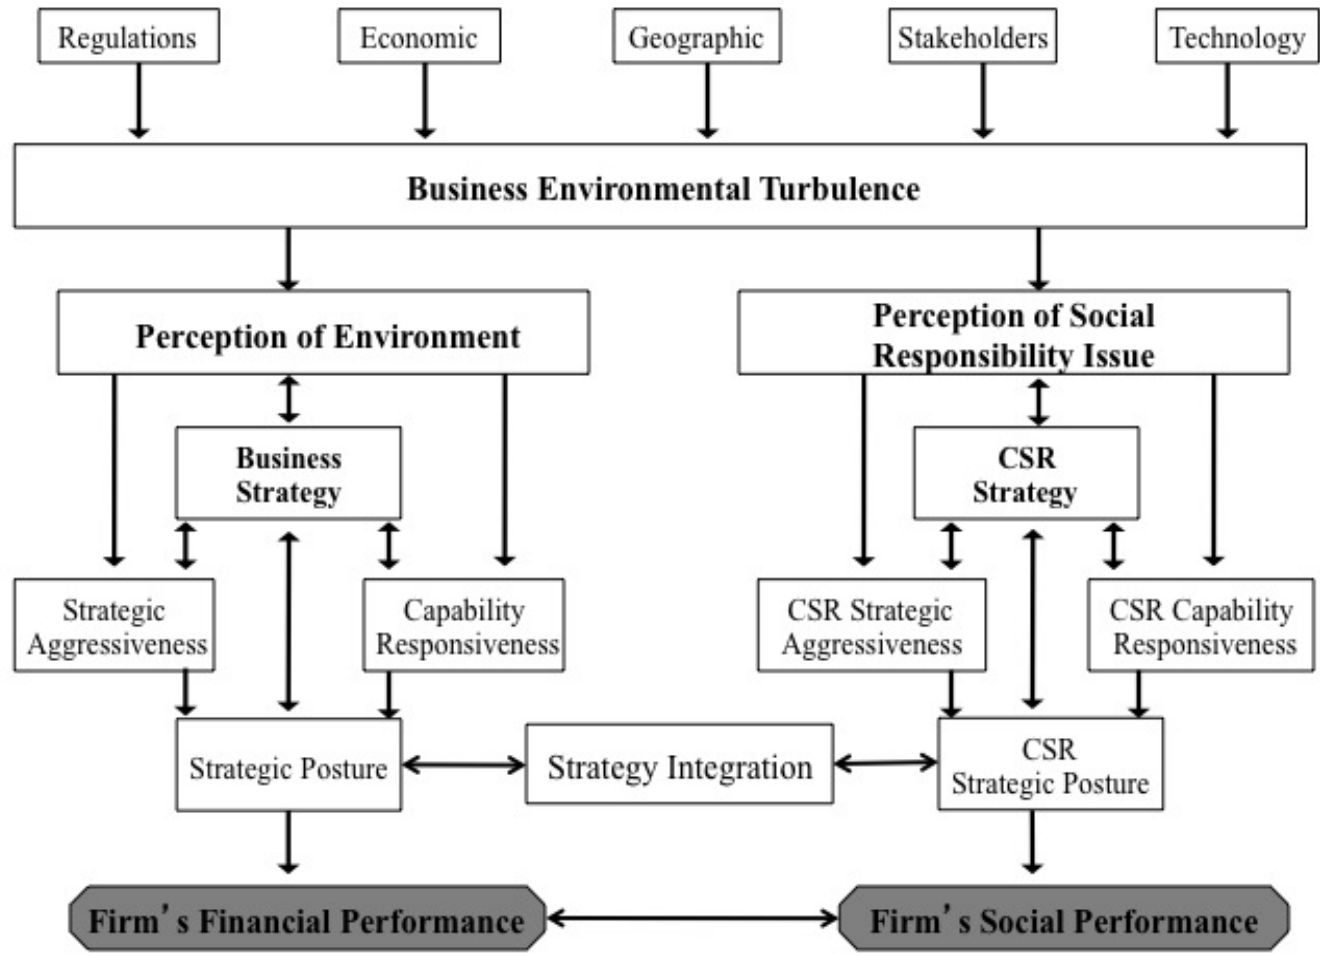 Regulations
Economic
Geographic
Stakeholders
Technology
Business Environmental Turbulence
Perception of Environment
Perception of Social
Responsibility Issue
Business
Strategy
CSR
Strategy
Strategic
Aggressiveness
Capability
Responsiveness
CSR Strategic
Aggressiveness
CSR Capability
Responsiveness
Strategic Posture
Strategy Integration
CSR
Strategic Posture
Firm’s Financial Performance
Firm’s Social Performance